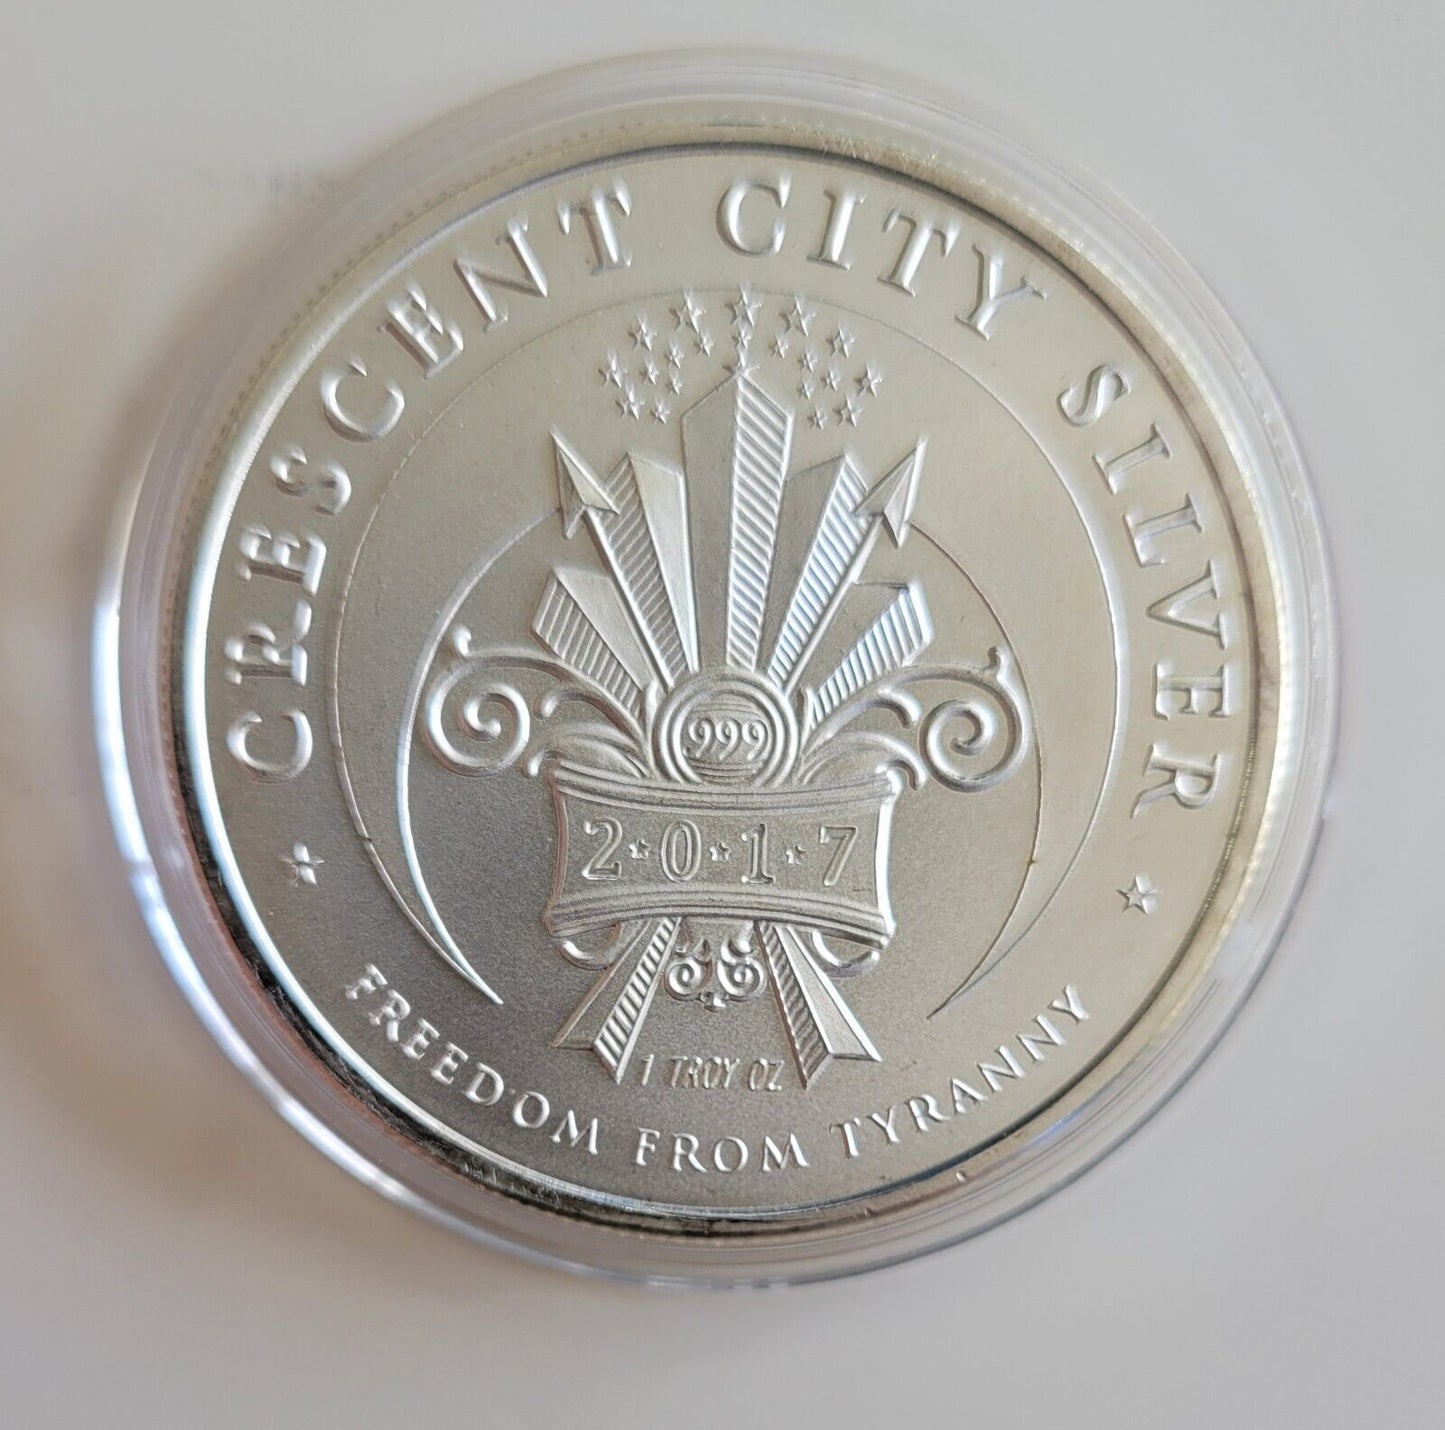 CRESCENT CITY SILVER
.999
2·0·1·7
1 TROY OZ
FREEDOM FROM TYRANNY